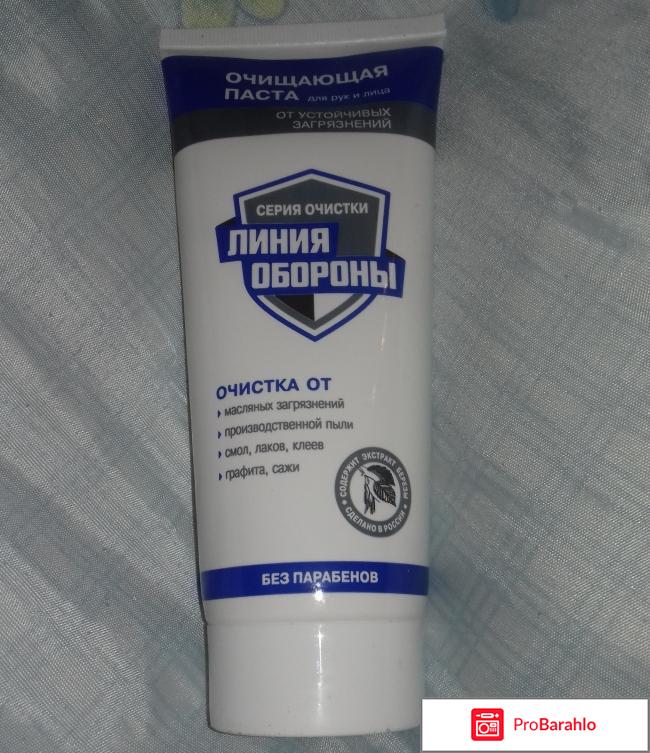 ОЧИЩАЮЩАЯ
ПАСТА для рук и лица
ОТ УСТОЙЧИВЫХ
ЗАГРЯЗНЕНИЙ
СЕРИЯ ОЧИСТКИ
ЛИНИЯ
ОБОРОНЫ
ОЧИСТКА ОТ
масляных загрязнений
производственной пыли
смол, лаков, клеев
графита, сажи
СОДЕРЖИТ ЭКСТРАКТ БЕРЕЗЫ
СДЕЛАНО В РОССИИ
БЕЗ ПАРАБЕНОВ
ProBarahlo